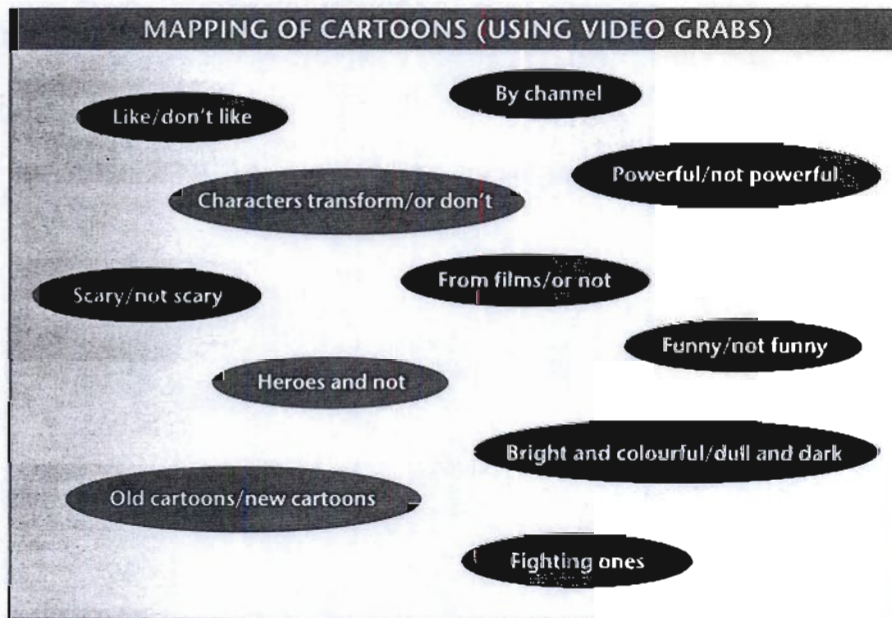 MAPPING OF CARTOONS (USING VIDEO GRABS)
Like/don't like
By channel
Powerful/not powerful
Characters transform/or don't
Scary/not scary
From films/or not
Funny/not funny
Heroes and not
Bright and colourful/dull and dark
Old cartoons/new cartoons
Fighting ones